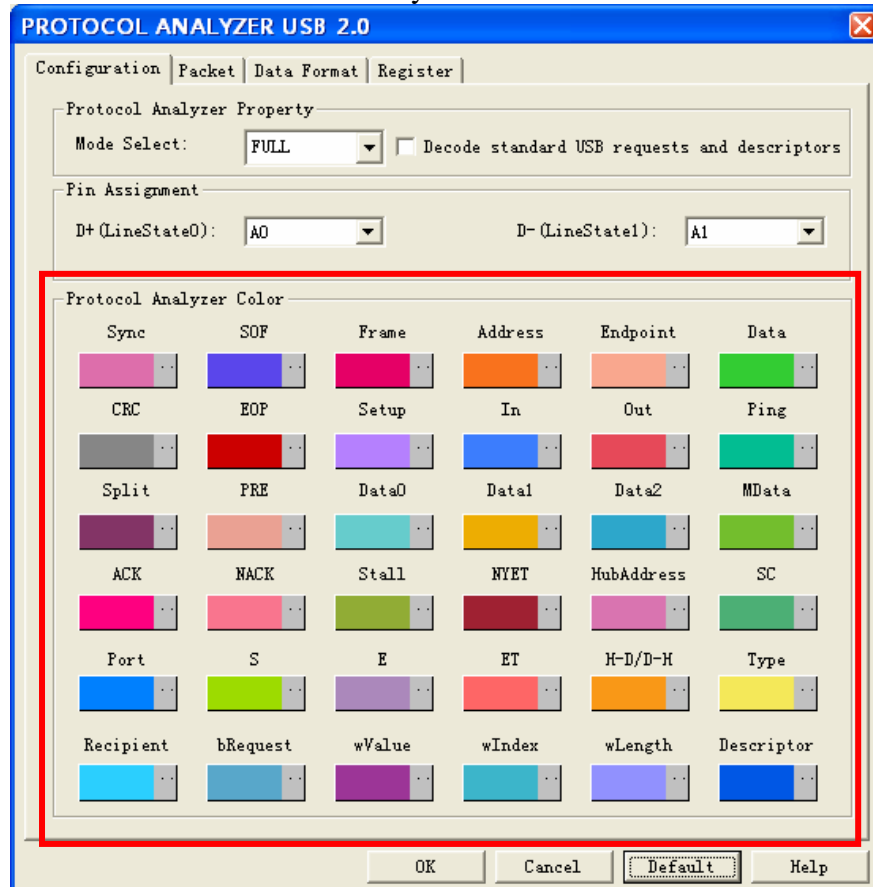 PROTOCOL ANALYZER USB 2.0
Configuration Packet Data Format Register
Protocol Analyzer Property
Mode Select: FULL Decode standard USB requests and descriptors
Pin Assignment
D+(LineState0): A0 D-(LineState1): A1
Protocol Analyzer Color
Sync SOF Frame Address Endpoint Data
CRC EOP Setup In Out Ping
Split PRE Data0 Data1 Data2 MData
ACK NACK Stall NYET HubAddress SC
Port S E ET H-D/D-H Type
Recipient bRequest wValue wIndex wLength Descriptor
OK Cancel Default Help